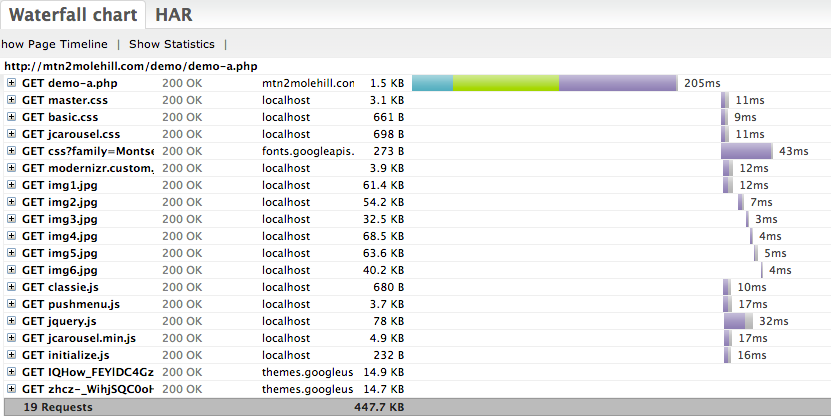 Waterfall chart HAR
how Page Timeline | Show Statistics |
http://mtn2molehill.com/demo/demo-a.php
GET demo-a.php 200 OK mtn2molehill.con 1.5 KB 205ms
GET master.css 200 OK localhost 3.1 KB 11ms
GET basic.css 200 OK localhost 661 B 9ms
GET jcarousel.css 200 OK localhost 698 B 11ms
GET css?family=Montse 200 OK fonts.googleapis. 273 B 43ms
GET modernizr.custom. 200 OK localhost 3.9 KB 12ms
GET img1.jpg 200 OK localhost 61.4 KB 12ms
GET img2.jpg 200 OK localhost 54.2 KB 7ms
GET img3.jpg 200 OK localhost 32.5 KB 3ms
GET img4.jpg 200 OK localhost 68.5 KB 4ms
GET img5.jpg 200 OK localhost 63.6 KB 5ms
GET img6.jpg 200 OK localhost 40.2 KB 4ms
GET classie.js 200 OK localhost 680 B 10ms
GET pushmenu.js 200 OK localhost 3.7 KB 17ms
GET jquery.js 200 OK localhost 78 KB 32ms
GET jcarousel.min.js 200 OK localhost 4.9 KB 17ms
GET initialize.js 200 OK localhost 232 B 16ms
GET IQHow_FEYlDC4Gz 200 OK themes.googleus 14.9 KB
GET zhcz-_WihjSQC0oH 200 OK themes.googleus 14.7 KB
19 Requests 447.7 KB